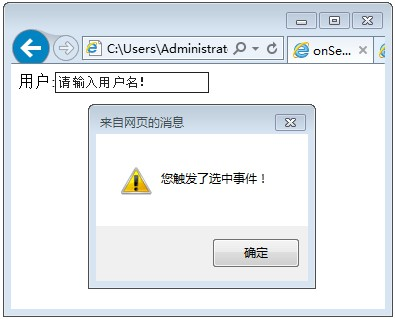 C:\Users\Administrat
onSe...
用户:请输入用户名!
来自网页的消息
您触发了选中事件！
确定